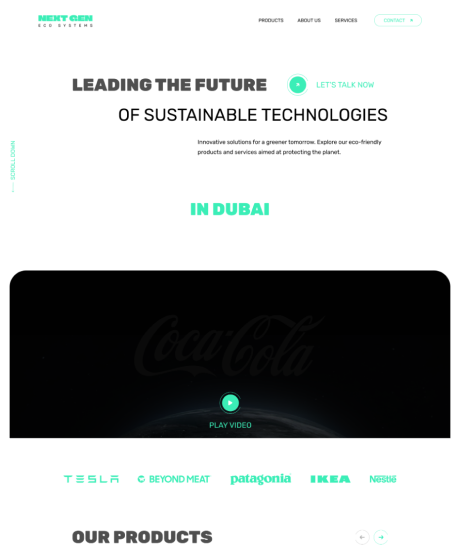 NEXT GEN
ECO SYSTEMS
PRODUCTS ABOUT US SERVICES CONTACT
LEADING THE FUTURE LET'S TALK NOW
OF SUSTAINABLE TECHNOLOGIES
Innovative solutions for a greener tomorrow. Explore our eco-friendly
products and services aimed at protecting the planet.
SCROLL DOWN
IN DUBAI
Coca-Cola
PLAY VIDEO
TESLA BEYOND MEAT patagonia IKEA Nestlé
OUR PRODUCTS